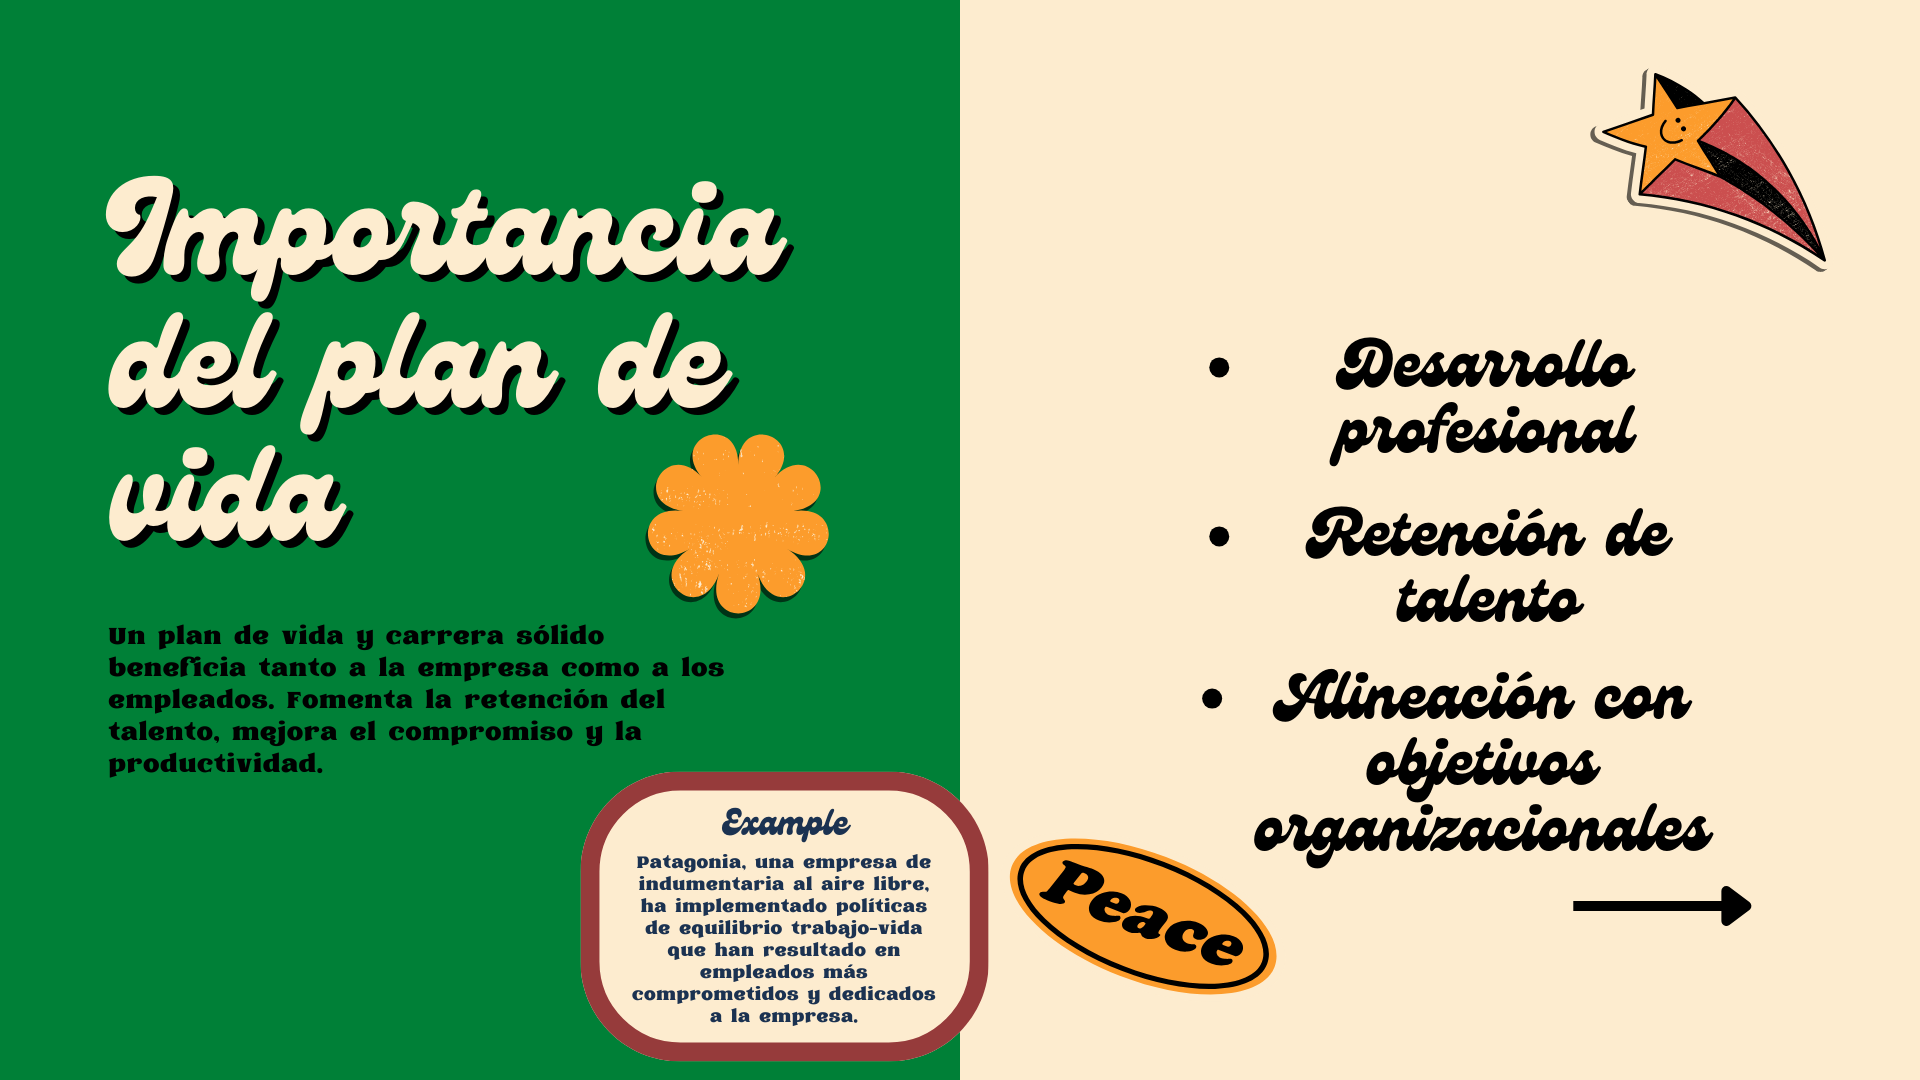 Importancia
del plan de
vida
Un plan de vida y carrera sólido
beneficia tanto a la empresa como a los
empleados. Fomenta la retención del
talento, mejora el compromiso y la
productividad.
Example
Patagonia, una empresa de
indumentaria al aire libre,
ha implementado políticas
de equilibrio trabajo-vida
que han resultado en
empleados más
comprometidos y dedicados
a la empresa.
• Desarrollo
profesional
• Retención de
talento
• Alineación con
objetivos
organizacionales
Peace